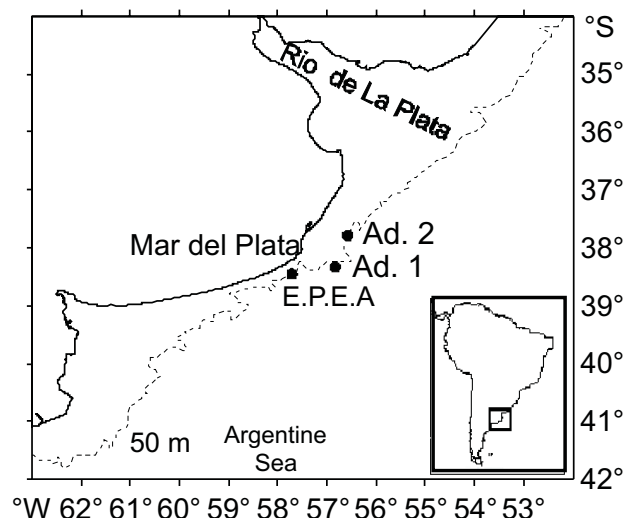 °S
Rio de La Plata
35°
36°
37°
Ad. 2
Mar del Plata
38°
Ad. 1
E.P.E.A
39°
40°
41°
50 m
Argentine
Sea
42°
°W 62° 61° 60° 59° 58° 57° 56° 55° 54° 53°